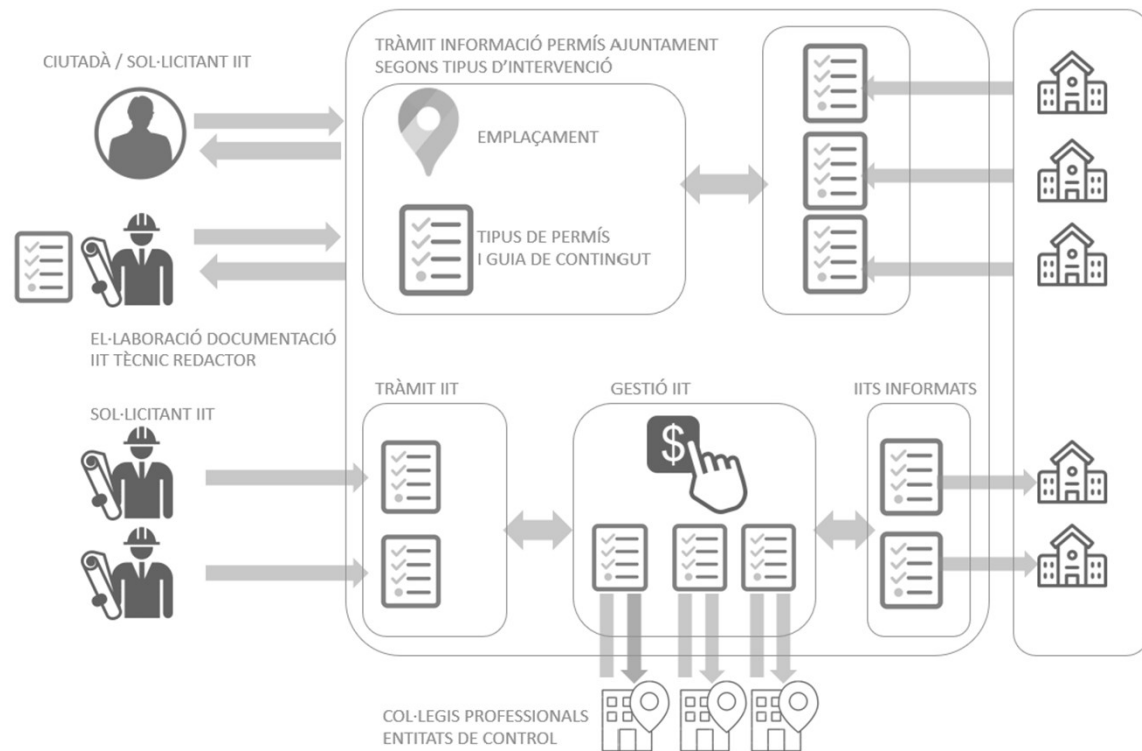 CIUTADÀ / SOL·LICITANT IIT
TRÀMIT INFORMACIÓ PERMÍS AJUNTAMENT
SEGONS TIPUS D'INTERVENCIÓ
EMPLAÇAMENT
TIPUS DE PERMÍS
I GUIA DE CONTINGUT
EL·LABORACIÓ DOCUMENTACIÓ
IIT TÈCNIC REDACTOR
SOL·LICITANT IIT
TRÀMIT IIT
GESTIÓ IIT
IITS INFORMATS
$
COL·LEGIS PROFESSIONALS
ENTITATS DE CONTROL